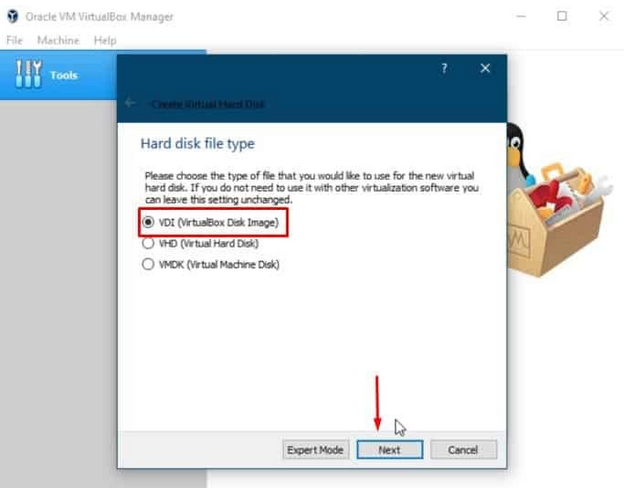 Oracle VM VirtualBox Manager
File Machine Help
Tools
?
Create Virtual Hard Disk
Hard disk file type
Please choose the type of file that you would like to use for the new virtual
hard disk. If you do not need to use it with other virtualization software you
can leave this setting unchanged.
VDI (VirtualBox Disk Image)
VHD (Virtual Hard Disk)
VMDK (Virtual Machine Disk)
Expert Mode Next Cancel